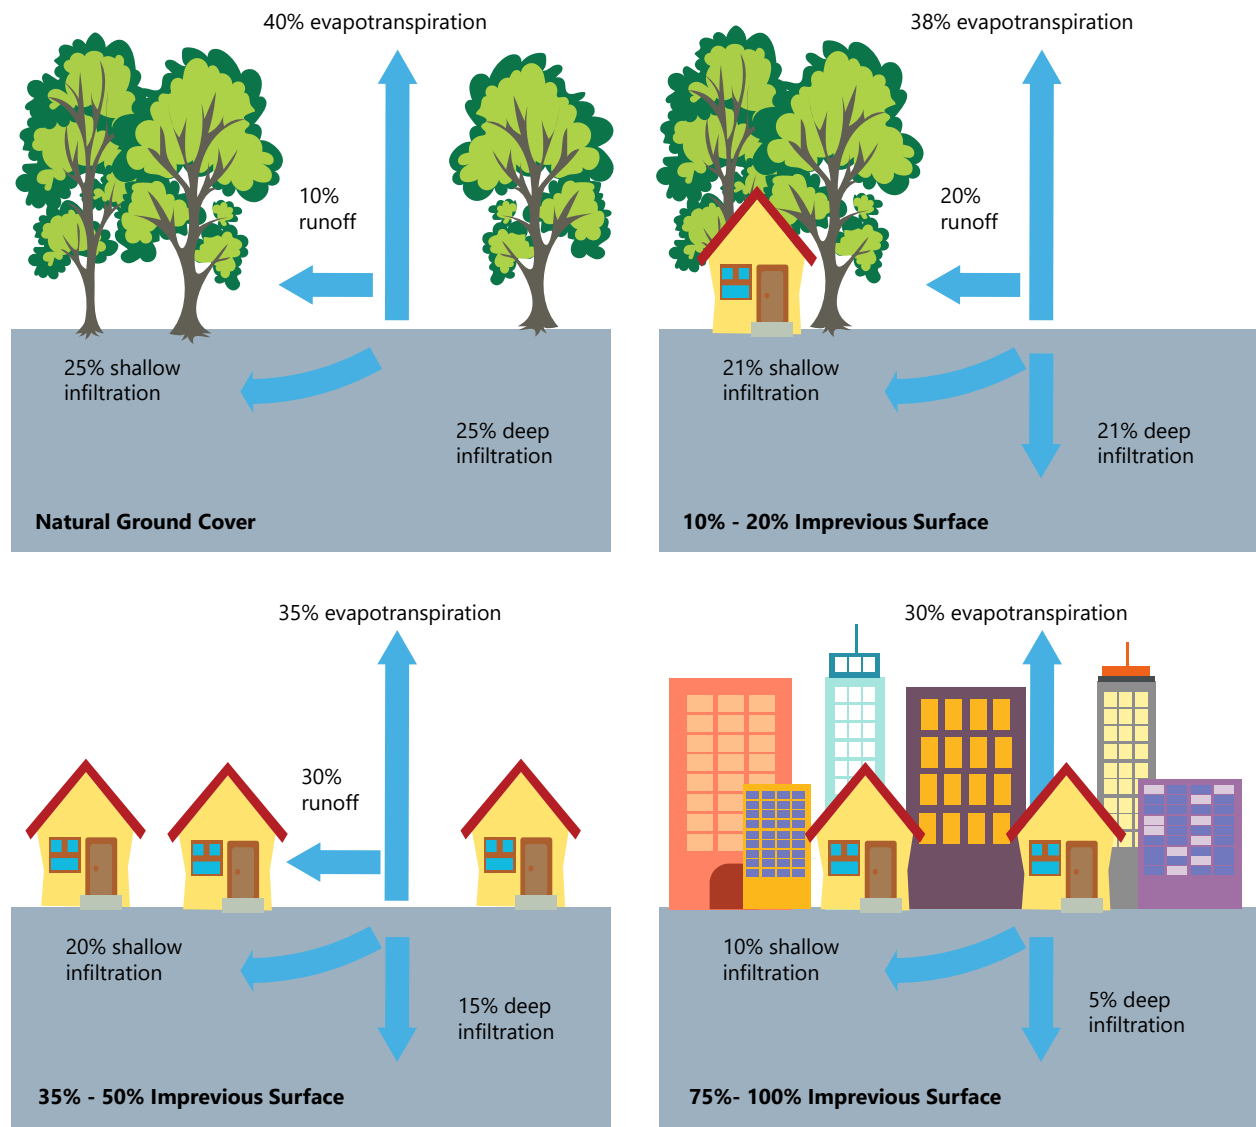 40% evapotranspiration
10%
runoff
25% shallow
infiltration
25% deep
infiltration
Natural Ground Cover
38% evapotranspiration
20%
runoff
21% shallow
infiltration
21% deep
infiltration
10% - 20% Imprevious Surface
35% evapotranspiration
30%
runoff
20% shallow
infiltration
15% deep
infiltration
35% - 50% Imprevious Surface
30% evapotranspiration
10% shallow
infiltration
5% deep
infiltration
75%- 100% Imprevious Surface